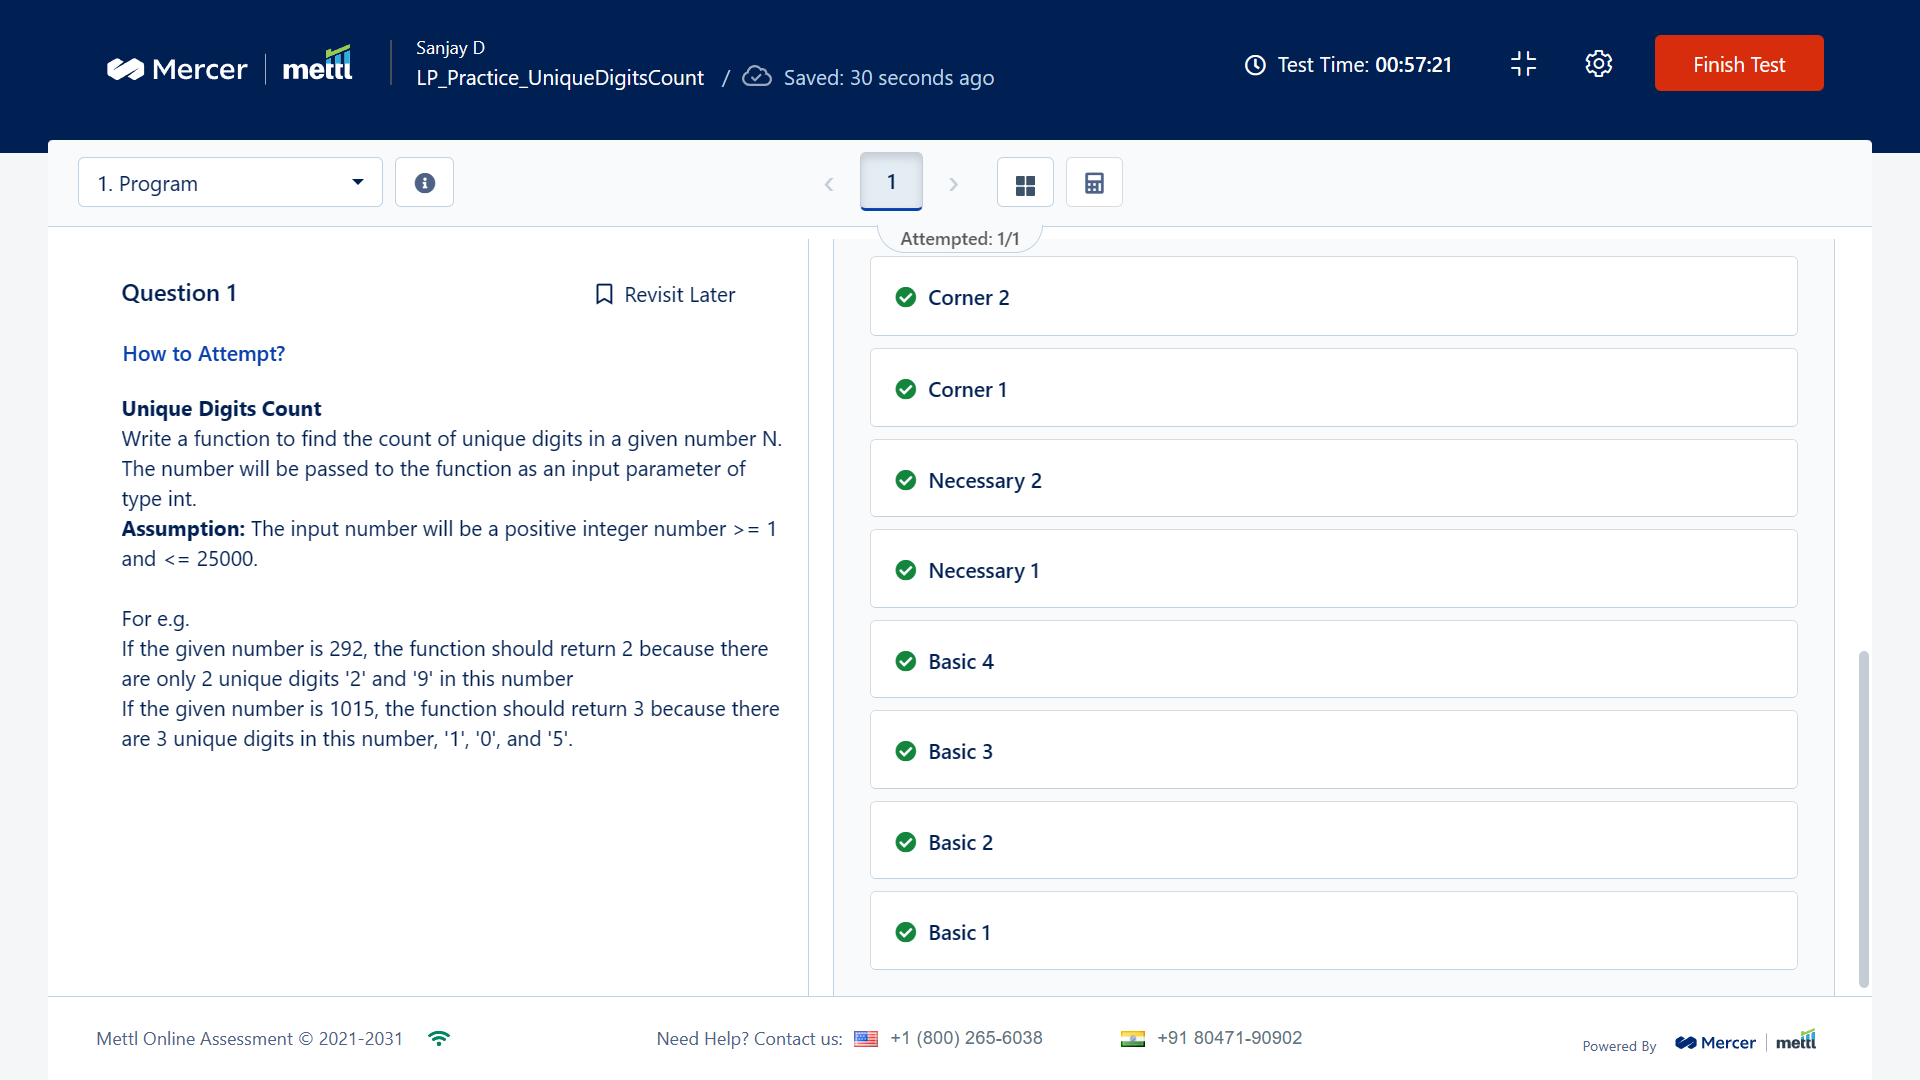 Mercer | mettl
Sanjay D
LP_Practice_UniqueDigitsCount / Saved: 30 seconds ago
Test Time: 00:57:21
Finish Test
1. Program
1
Attempted: 1/1
Question 1
Revisit Later
How to Attempt?
Unique Digits Count
Write a function to find the count of unique digits in a given number N.
The number will be passed to the function as an input parameter of
type int.
Assumption: The input number will be a positive integer number >= 1
and <= 25000.
For e.g.
If the given number is 292, the function should return 2 because there
are only 2 unique digits '2' and '9' in this number
If the given number is 1015, the function should return 3 because there
are 3 unique digits in this number, '1', '0', and '5'.
Corner 2
Corner 1
Necessary 2
Necessary 1
Basic 4
Basic 3
Basic 2
Basic 1
Mettl Online Assessment © 2021-2031
Need Help? Contact us: +1 (800) 265-6038
+91 80471-90902
Powered By Mercer | mettl